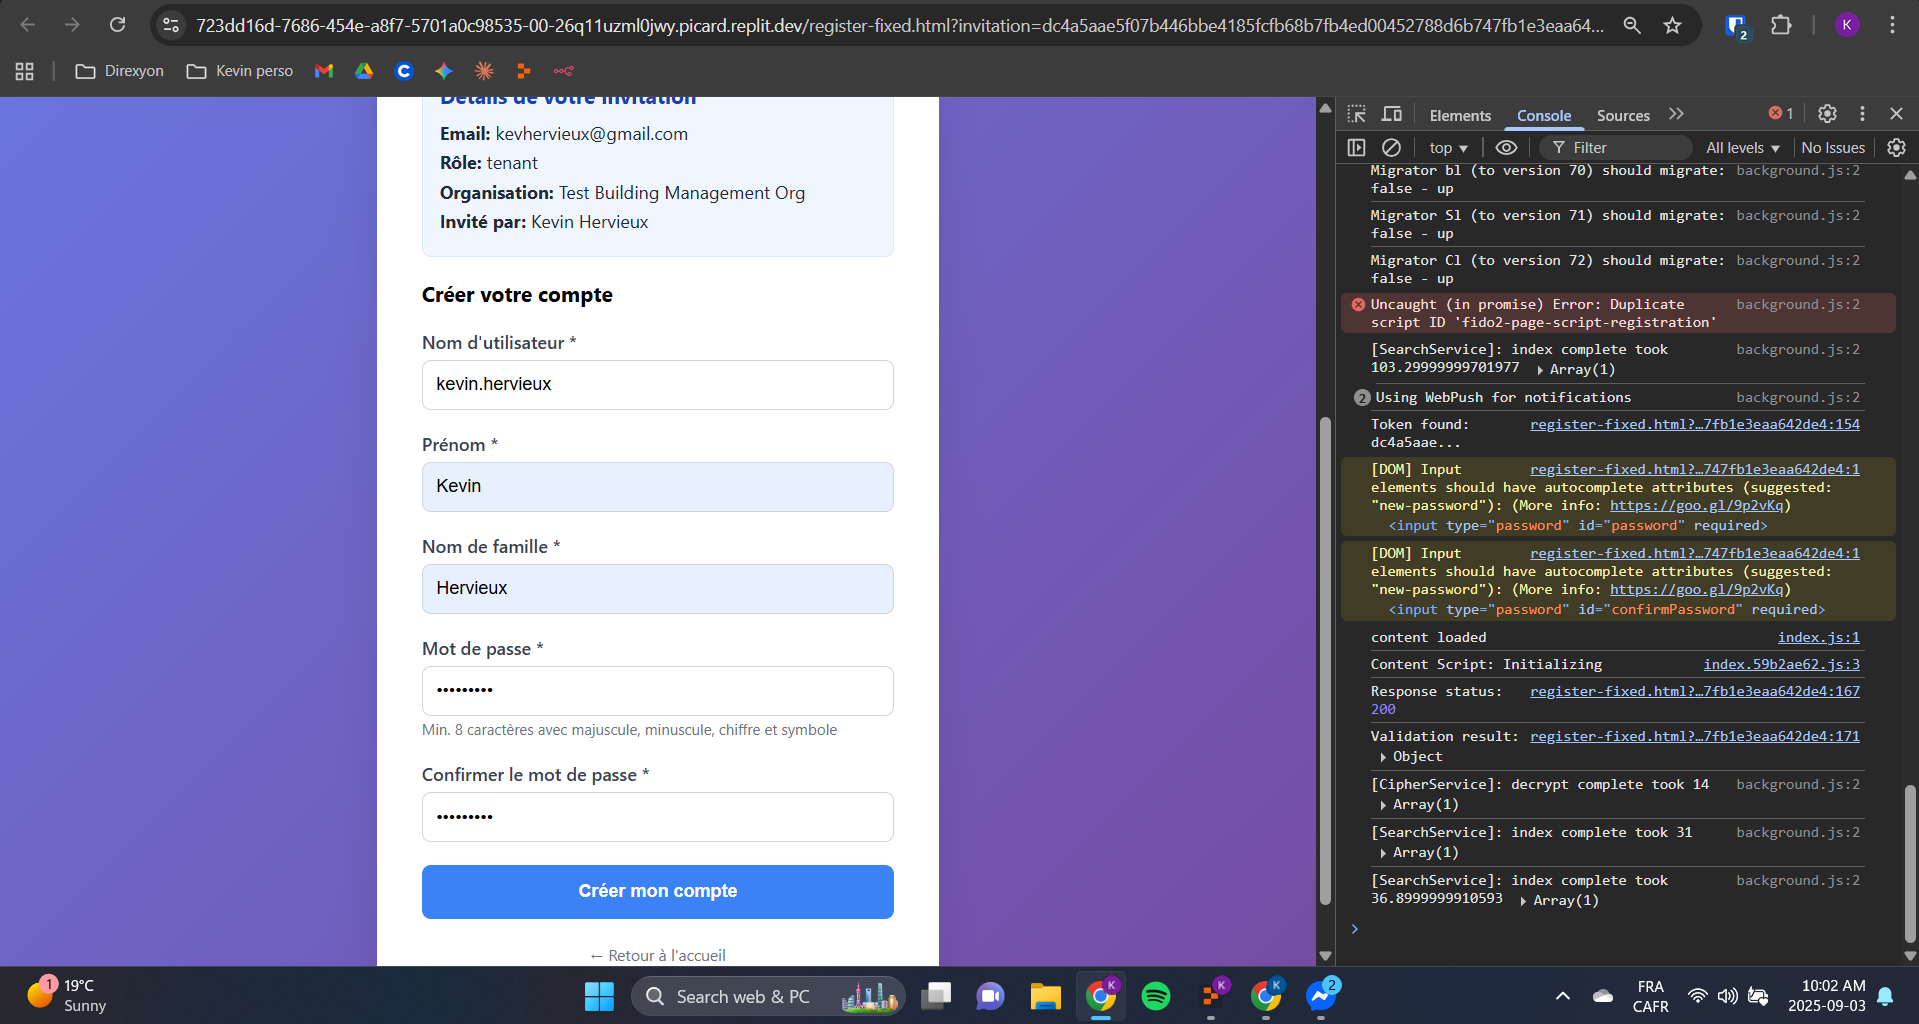 723dd16d-7686-454e-a8f7-5701a0c98535-00-26q11uzml0jwy.picard.replit.dev/register-fixed.html?invitation=dc4a5aae5f07b446bbe4185fcfb68b7fb4ed00452788d6b747fb1e3eaa64...
2
K
Direxyon
Kevin perso
Détails de votre invitation
Email: kevhervieux@gmail.com
Rôle: tenant
Organisation: Test Building Management Org
Invité par: Kevin Hervieux
Créer votre compte
Nom d'utilisateur *
kevin.hervieux
Prénom *
Kevin
Nom de famille *
Hervieux
Mot de passe *
•••••••••
Min. 8 caractères avec majuscule, minuscule, chiffre et symbole
Confirmer le mot de passe *
•••••••••
Créer mon compte
← Retour à l'accueil
Elements Console Sources 1
top Filter All levels No Issues
Migrator bl (to version 70) should migrate: background.js:2
false - up
Migrator Sl (to version 71) should migrate: background.js:2
false - up
Migrator Cl (to version 72) should migrate: background.js:2
false - up
Uncaught (in promise) Error: Duplicate background.js:2
script ID 'fido2-page-script-registration'
[SearchService]: index complete took background.js:2
103.29999999701977 Array(1)
2 Using WebPush for notifications background.js:2
Token found: register-fixed.html?…7fb1e3eaa642de4:154
dc4a5aae...
[DOM] Input register-fixed.html?…747fb1e3eaa642de4:1
elements should have autocomplete attributes (suggested:
"new-password"): (More info: https://goo.gl/9p2vKq)
<input type="password" id="password" required>
[DOM] Input register-fixed.html?…747fb1e3eaa642de4:1
elements should have autocomplete attributes (suggested:
"new-password"): (More info: https://goo.gl/9p2vKq)
<input type="password" id="confirmPassword" required>
content loaded index.js:1
Content Script: Initializing index.59b2ae62.js:3
Response status: register-fixed.html?…7fb1e3eaa642de4:167
200
Validation result: register-fixed.html?…7fb1e3eaa642de4:171
Object
[CipherService]: decrypt complete took 14 background.js:2
Array(1)
[SearchService]: index complete took 31 background.js:2
Array(1)
[SearchService]: index complete took background.js:2
36.8999999910593 Array(1)
1
19°C
Sunny
Search web & PC
K
K
K
2
FRA
CAFR
10:02 AM
2025-09-03